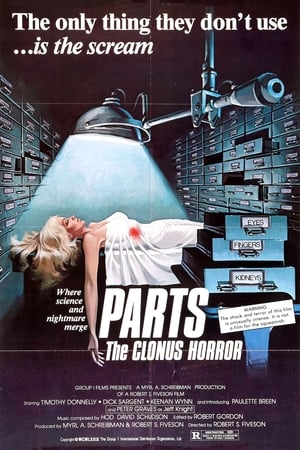 The only thing they don't use
...is the scream
EYES
FINGERS
KIDNEYS
Where
science and
nightmare
merge
WARNING
The shock and terror of this film
is unusually intense. It is not
a film for the squeamish.
PARTS
The CLONUS HORROR
GROUP I FILMS PRESENTS A MYRL A. SCHREIBMAN PRODUCTION
OF A ROBERT S. FIVESON FILM
Starring TIMOTHY DONNELLY • DICK SARGENT • KEENAN WYNN and introducing PAULETTE BREEN
and PETER GRAVES as Jeff Knight
Music composed by HOD DAVID SCHUDSON Edited by ROBERT GORDON
Produced by MYRL A. SCHREIBMAN & ROBERT S. FIVESON Directed by ROBERT S. FIVESON
R RESTRICTED